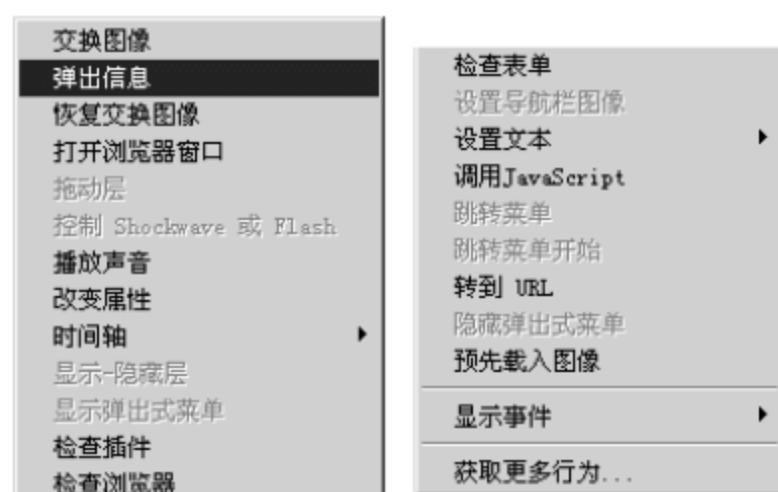 交换图像
弹出信息
恢复交换图像
打开浏览器窗口
拖动层
控制 Shockwave 或 Flash
播放声音
改变属性
时间轴
显示-隐藏层
显示弹出式菜单
检查插件
检查浏览器
检查表单
设置导航栏图像
设置文本
调用JavaScript
跳转菜单
跳转菜单开始
转到 URL
隐藏弹出式菜单
预先载入图像
显示事件
获取更多行为...